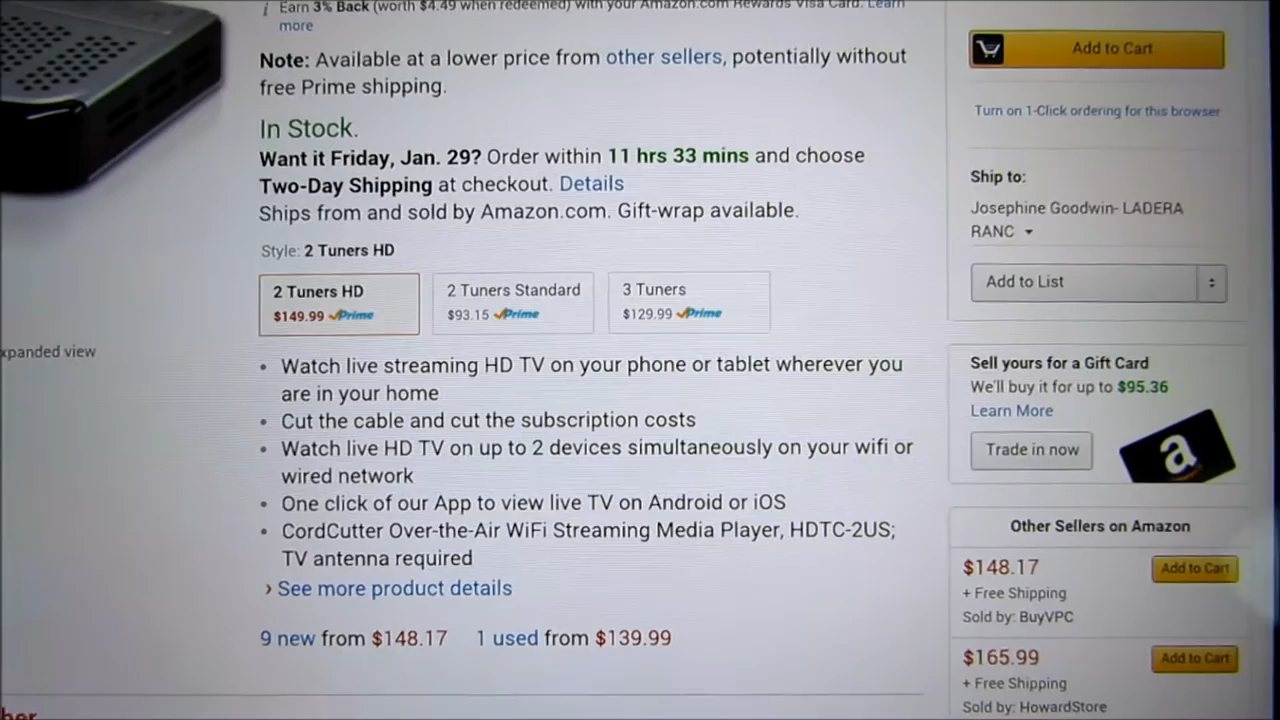 Earn 3% Back (worth $4.49 when redeemed) with your Amazon.com Rewards Visa Card. Learn
more
Note: Available at a lower price from other sellers, potentially without
free Prime shipping.
In Stock.
Want it Friday, Jan. 29? Order within 11 hrs 33 mins and choose
Two-Day Shipping at checkout. Details
Ships from and sold by Amazon.com. Gift-wrap available.
Style: 2 Tuners HD
2 Tuners HD
$149.99 Prime
2 Tuners Standard
$93.15 Prime
3 Tuners
$129.99 Prime
xpanded view
• Watch live streaming HD TV on your phone or tablet wherever you
are in your home
• Cut the cable and cut the subscription costs
• Watch live HD TV on up to 2 devices simultaneously on your wifi or
wired network
• One click of our App to view live TV on Android or iOS
• CordCutter Over-the-Air WiFi Streaming Media Player, HDTC-2US;
TV antenna required
› See more product details
9 new from $148.17 1 used from $139.99
Add to Cart
Turn on 1-Click ordering for this browser
Ship to:
Josephine Goodwin- LADERA
RANC
Add to List
Sell yours for a Gift Card
We'll buy it for up to $95.36
Learn More
Trade in now
a
Other Sellers on Amazon
$148.17 Add to Cart
+ Free Shipping
Sold by: BuyVPC
$165.99 Add to Cart
+ Free Shipping
Sold by: HowardStore